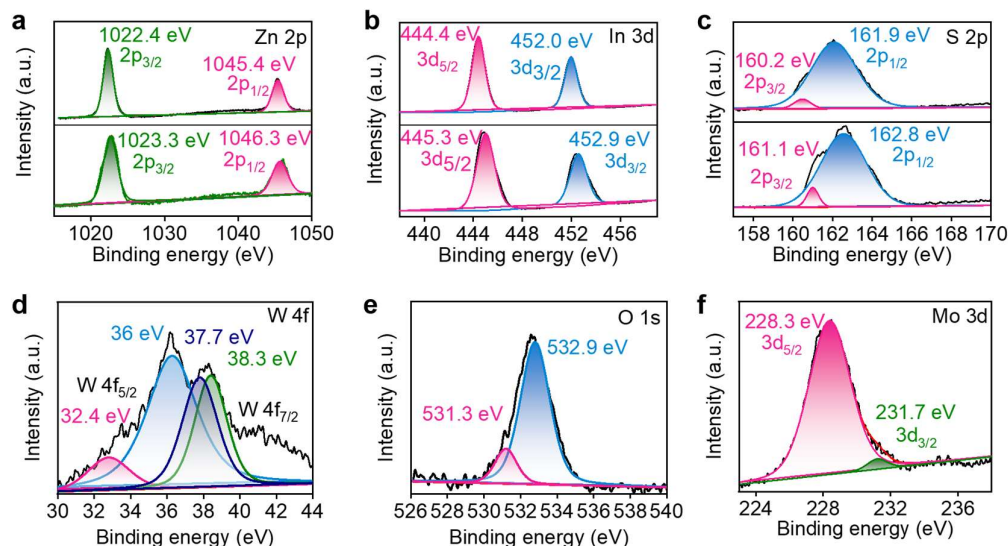 a
1022.4 eV
2p3/2
Zn 2p
1045.4 eV
2p1/2
1023.3 eV
2p3/2
1046.3 eV
2p1/2
Intensity (a.u.)
1020 1030 1040 1050
Binding energy (eV)
b
444.4 eV
3d5/2
In 3d
452.0 eV
3d3/2
445.3 eV
3d5/2
452.9 eV
3d3/2
Intensity (a.u.)
440 444 448 452 456
Binding energy (eV)
c
S 2p
160.2 eV
2p3/2
161.9 eV
2p1/2
161.1 eV
2p3/2
162.8 eV
2p1/2
Intensity (a.u.)
158 160 162 164 166 168 170
Binding energy (eV)
d
W 4f
36 eV
37.7 eV
38.3 eV
W 4f5/2
32.4 eV
W 4f7/2
Intensity (a.u.)
30 32 34 36 38 40 42 44
Binding energy (eV)
e
O 1s
532.9 eV
531.3 eV
Intensity (a.u.)
526 528 530 532 534 536 538 540
Binding energy (eV)
f
228.3 eV
3d5/2
Mo 3d
231.7 eV
3d3/2
Intensity (a.u.)
224 228 232 236
Binding energy (eV)